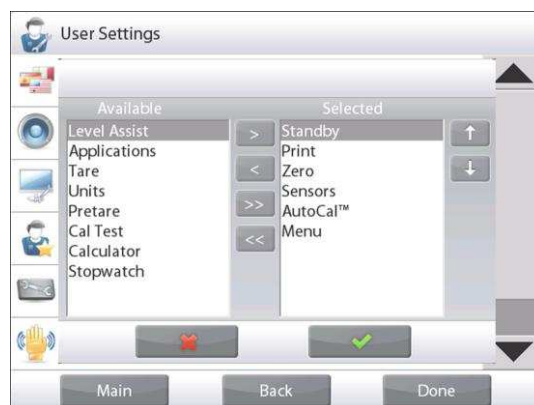 User Settings
Available
Selected
Level Assist
Applications
Tare
Units
Pretare
Cal Test
Calculator
Stopwatch
>
<
>>
<<
Standby
Print
Zero
Sensors
AutoCal™
Menu
Main
Back
Done